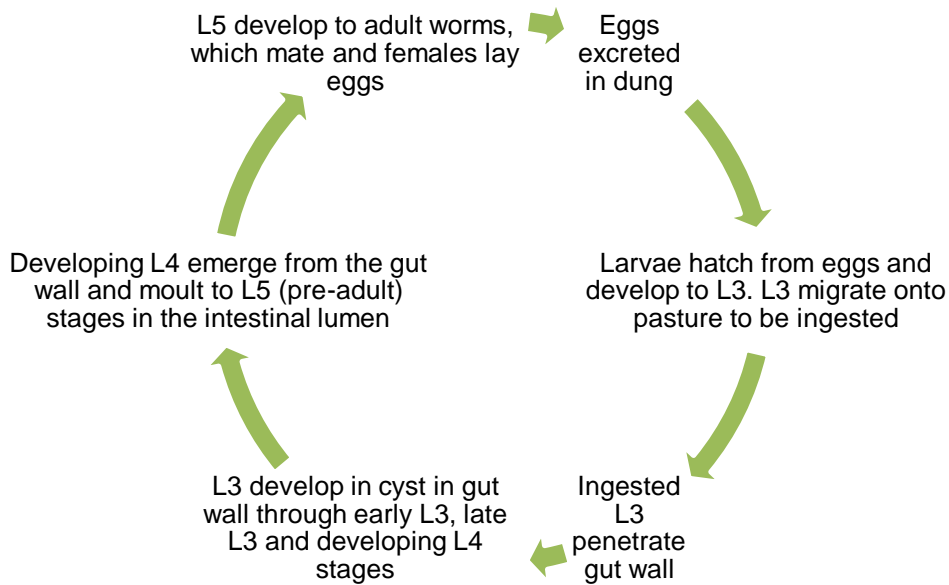 L5 develop to adult worms,
which mate and females lay
eggs
Eggs
excreted
in dung
Larvae hatch from eggs and
develop to L3. L3 migrate onto
pasture to be ingested
Ingested
L3
penetrate
gut wall
L3 develop in cyst in gut
wall through early L3, late
L3 and developing L4
stages
Developing L4 emerge from the gut
wall and moult to L5 (pre-adult)
stages in the intestinal lumen